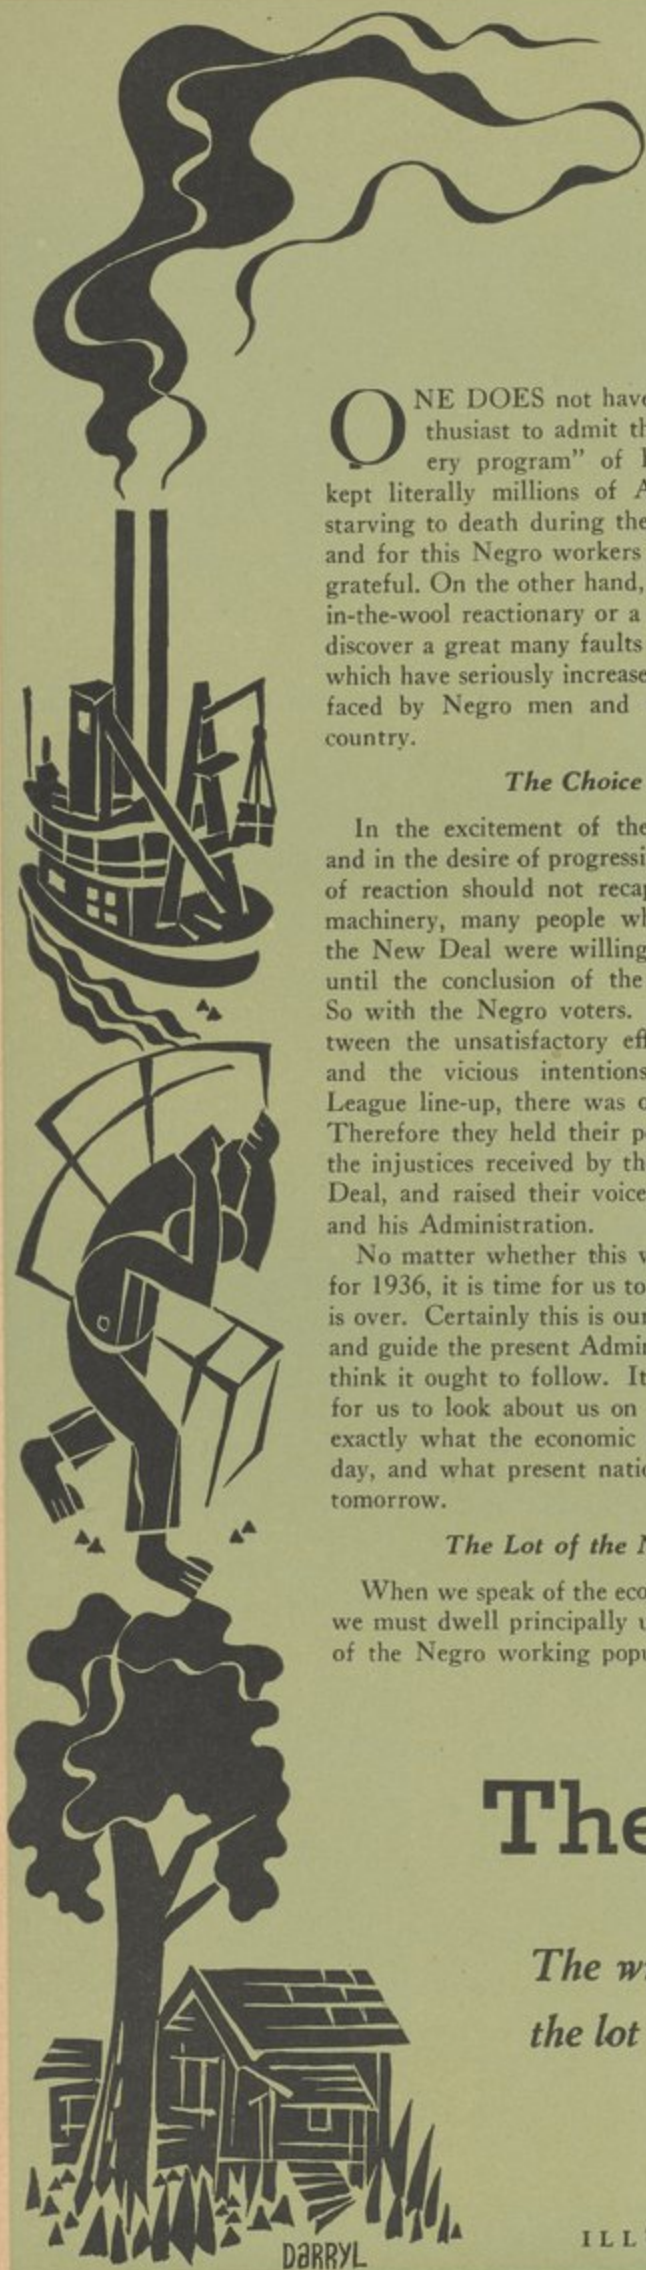 ONE DOES not have
thusiast to admit th
ery program" of
kept literally millions of A
starving to death during the
and for this Negro workers
grateful. On the other hand,
in-the-wool reactionary or a
discover a great many faults
which have seriously increase
faced by Negro men and
country.
The Choice
In the excitement of the
and in the desire of progressi
of reaction should not recap
machinery, many people wh
the New Deal were willing
until the conclusion of the
So with the Negro voters.
tween the unsatisfactory eff
and the vicious intentions
League line-up, there was o
Therefore they held their p
the injustices received by th
Deal, and raised their voice
and his Administration.
No matter whether this v
for 1936, it is time for us to
is over. Certainly this is our
and guide the present Admin
think it ought to follow. It
for us to look about us on
exactly what the economic
day, and what present natio
tomorrow.
The Lot of the N
When we speak of the eco
we must dwell principally u
of the Negro working popu
The
The wi
the lot
ILL
DARRYL